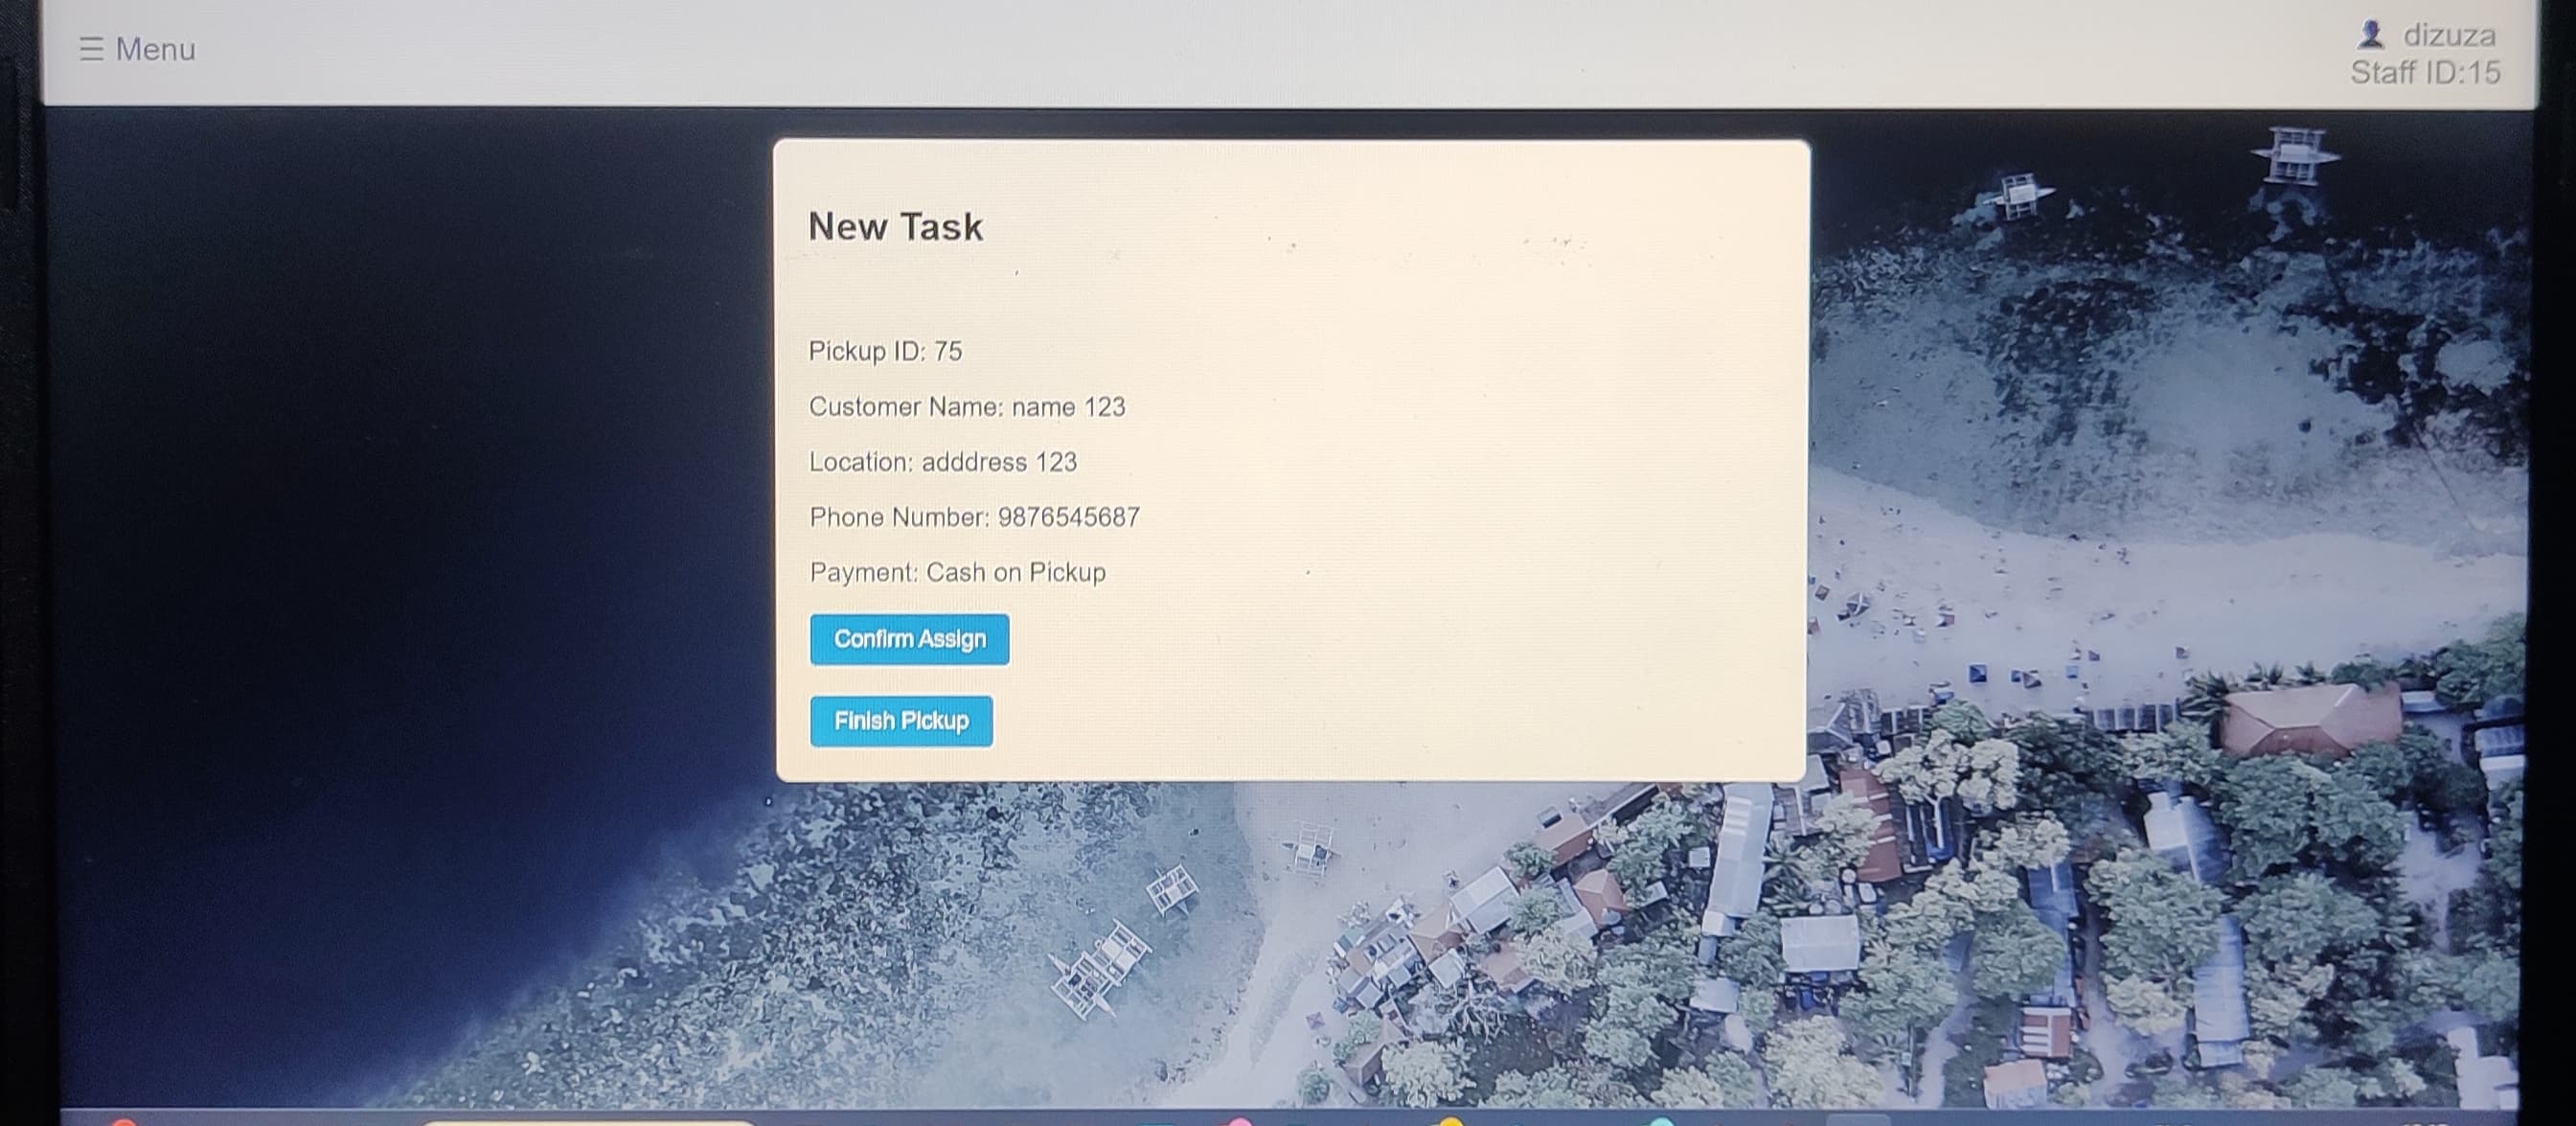 ☰ Menu
dizuza
Staff ID:15
New Task
Pickup ID: 75
Customer Name: name 123
Location: adddress 123
Phone Number: 9876545687
Payment: Cash on Pickup
Confirm Assign
Finish Pickup